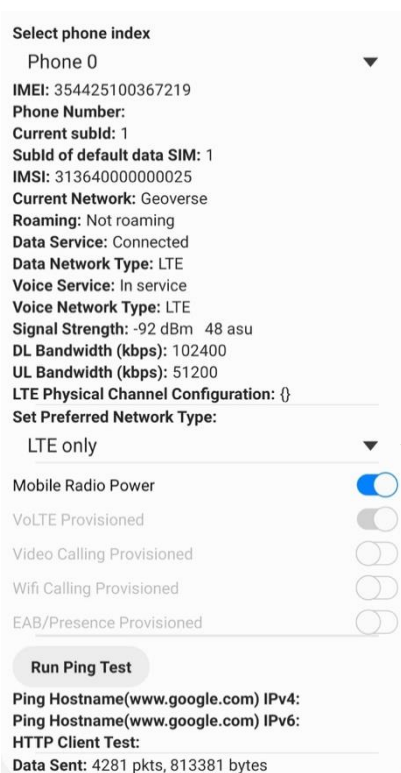 Select phone index
Phone 0
IMEI: 354425100367219
Phone Number:
Current subId: 1
SubId of default data SIM: 1
IMSI: 313640000000025
Current Network: Geoverse
Roaming: Not roaming
Data Service: Connected
Data Network Type: LTE
Voice Service: In service
Voice Network Type: LTE
Signal Strength: -92 dBm 48 asu
DL Bandwidth (kbps): 102400
UL Bandwidth (kbps): 51200
LTE Physical Channel Configuration: {}
Set Preferred Network Type:
LTE only
Mobile Radio Power
VoLTE Provisioned
Video Calling Provisioned
Wifi Calling Provisioned
EAB/Presence Provisioned
Run Ping Test
Ping Hostname(www.google.com) IPv4:
Ping Hostname(www.google.com) IPv6:
HTTP Client Test:
Data Sent: 4281 pkts, 813381 bytes